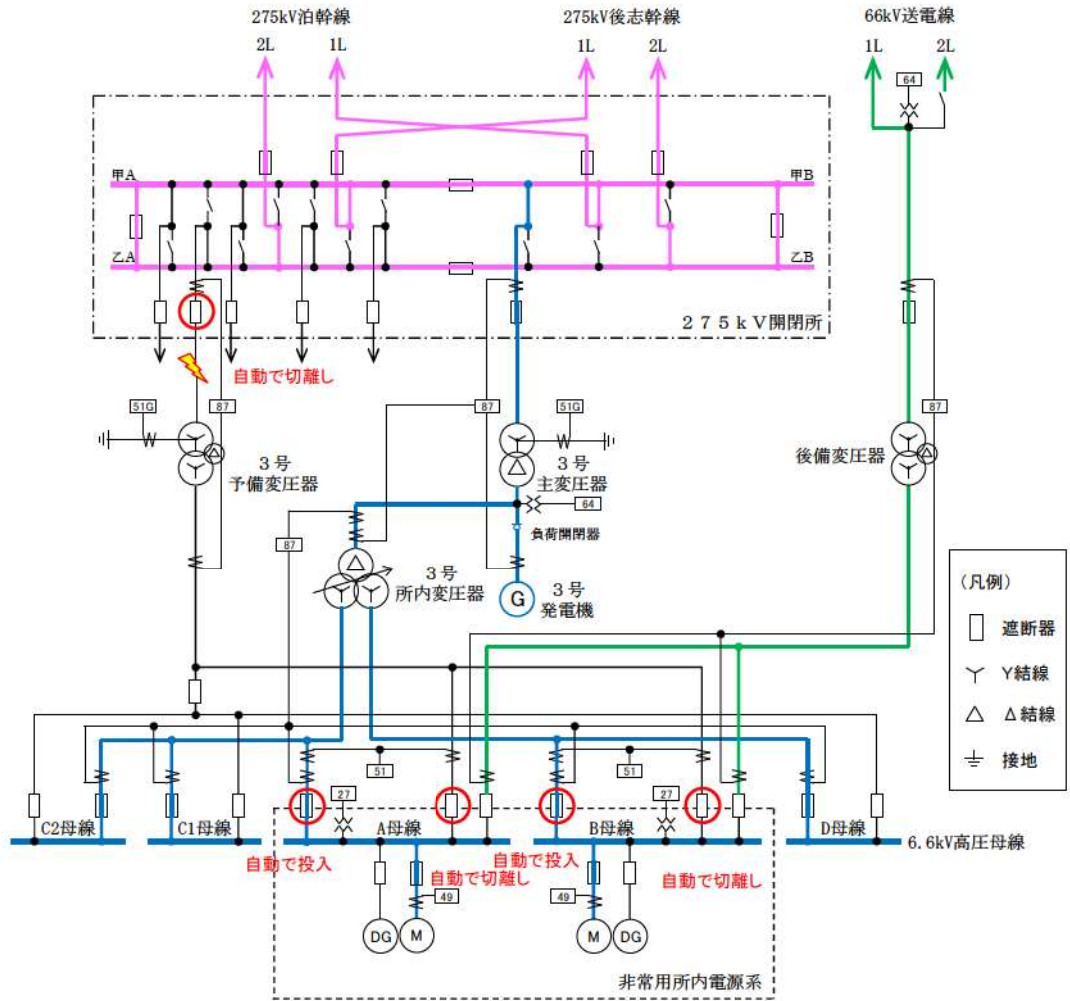 275kV泊幹線 275kV後志幹線 66kV送電線
2L 1L 1L 2L 1L 2L
64
甲A 甲B
乙A 乙B
275kV開閉所
自動で切離し
51G 87 87 51G 87
3号
予備変圧器
3号
主変圧器
後備変圧器
64
負荷開閉器
87
3号
所内変圧器
G
3号
発電機
(凡例)
遮断器
Y結線
Δ結線
接地
51 51
27 27
C2母線 C1母線 A母線 B母線 D母線
6.6kV高圧母線
自動で投入 自動で投入
自動で切離し 自動で切離し
49 49
DG M M DG
非常用所内電源系